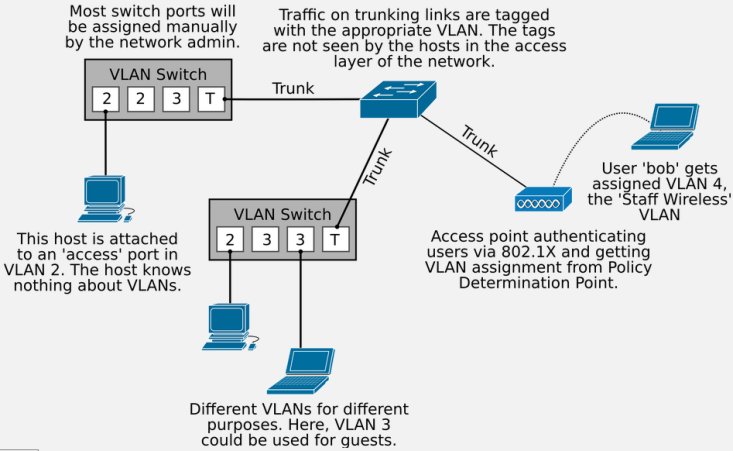 Most switch ports will
be assigned manually
by the network admin.
Traffic on trunking links are tagged
with the appropriate VLAN. The tags
are not seen by the hosts in the access
layer of the network.
VLAN Switch
2 2 3 T
Trunk
Trunk
Trunk
User 'bob' gets
assigned VLAN 4,
the 'Staff Wireless'
VLAN
This host is attached
to an 'access' port in
VLAN 2. The host knows
nothing about VLANs.
VLAN Switch
2 3 3 T
Access point authenticating
users via 802.1X and getting
VLAN assignment from Policy
Determination Point.
Different VLANs for different
purposes. Here, VLAN 3
could be used for guests.